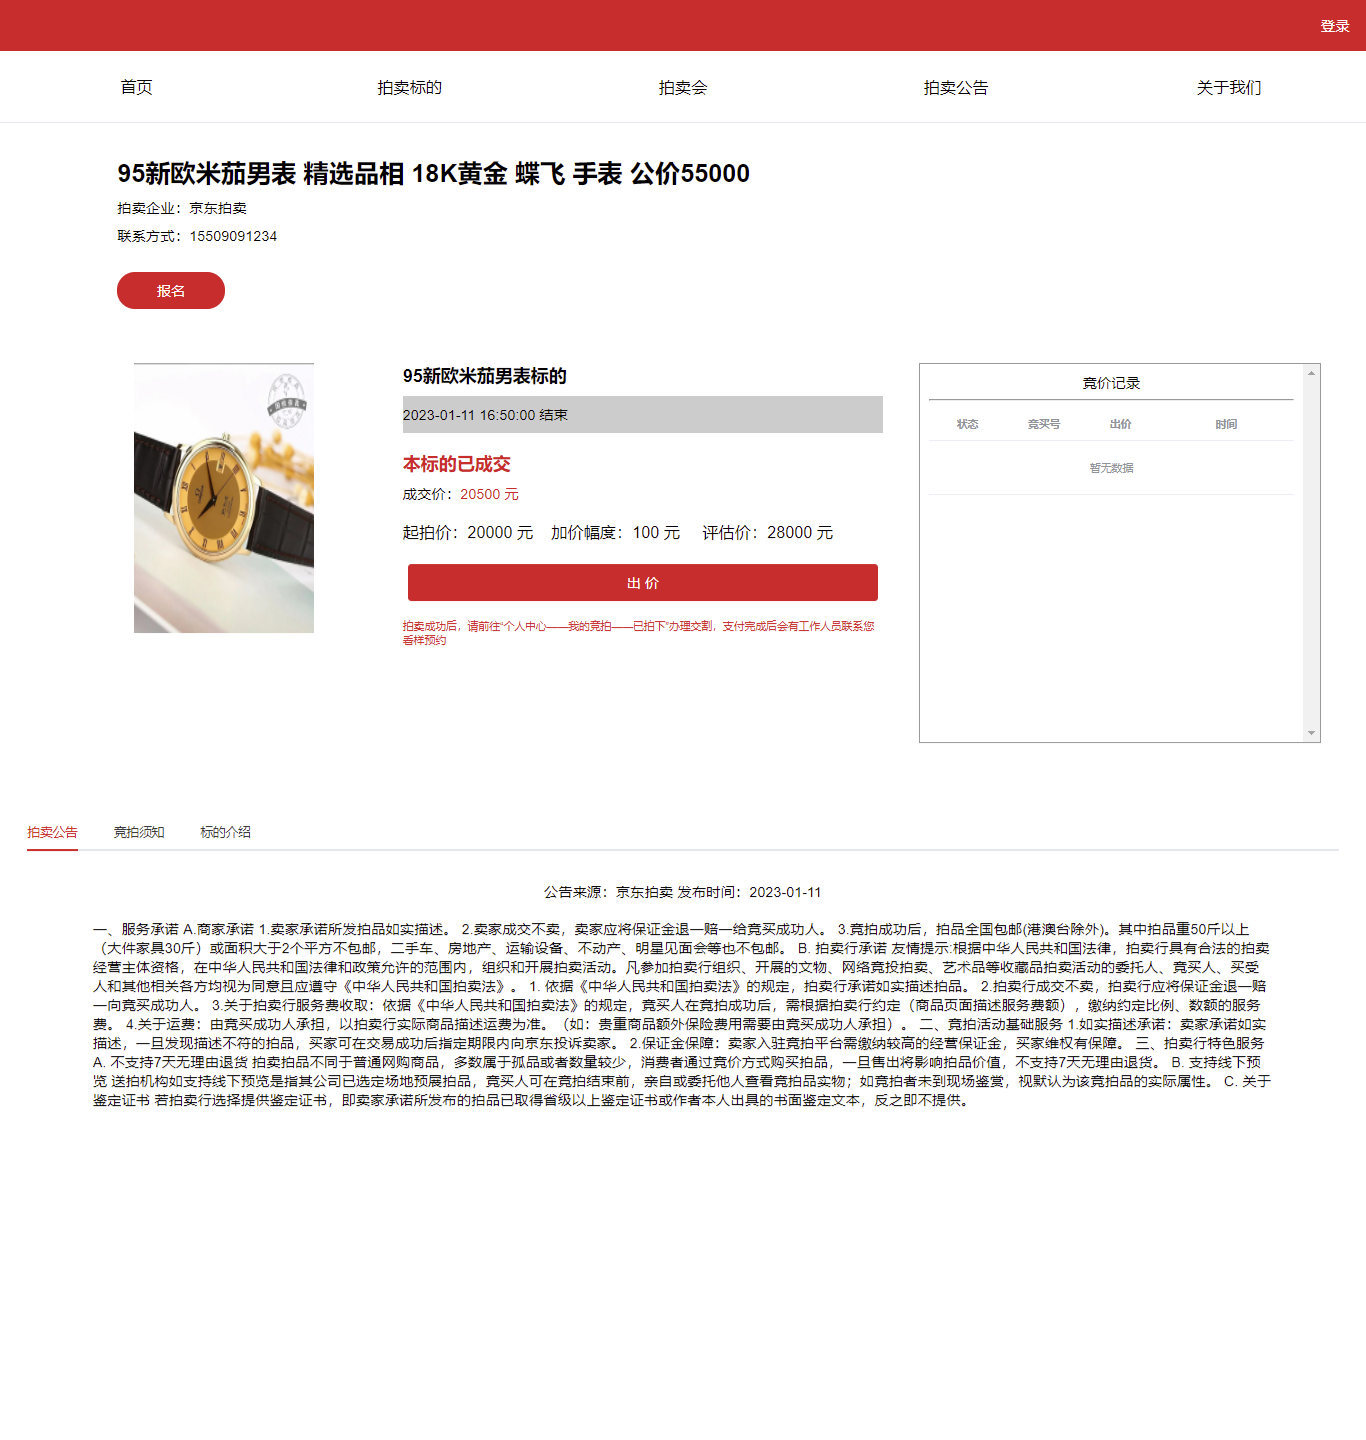 登录
首页
拍卖标的
拍卖会
拍卖公告
关于我们
95新欧米茄男表 精选品相 18K黄金 蝶飞 手表 公价55000
拍卖企业：京东拍卖
联系方式：15509091234
报名
95新欧米茄男表标的
2023-01-11 16:50:00 结束
本标的已成交
成交价：20500 元
起拍价：20000 元 加价幅度：100 元 评估价：28000 元
出 价
拍卖成功后，请前往“个人中心——我的竞拍——已拍下”办理交割，支付完成后会有工作人员联系您
看样预约
竞价记录
状态 竞买号 出价 时间
暂无数据
拍卖公告
竞拍须知
标的介绍
公告来源：京东拍卖 发布时间：2023-01-11
一、服务承诺 A.商家承诺 1.卖家承诺所发拍品如实描述。 2.卖家成交不卖，卖家应将保证金退一赔一给竞买成功人。 3.竞拍成功后，拍品全国包邮(港澳台除外)。其中拍品重50斤以上
（大件家具30斤）或面积大于2个平方不包邮，二手车、房地产、运输设备、不动产、明星见面会等也不包邮。 B. 拍卖行承诺 友情提示:根据中华人民共和国法律，拍卖行具有合法的拍卖
经营主体资格，在中华人民共和国法律和政策允许的范围内，组织和开展拍卖活动。凡参加拍卖行组织、开展的文物、网络竞投拍卖、艺术品等收藏品拍卖活动的委托人、竞买人、买受
人和其他相关各方均视为同意且应遵守《中华人民共和国拍卖法》。 1. 依据《中华人民共和国拍卖法》的规定，拍卖行承诺如实描述拍品。 2.拍卖行成交不卖，拍卖行应将保证金退一赔
一向竞买成功人。 3.关于拍卖行服务费收取：依据《中华人民共和国拍卖法》的规定，竞买人在竞拍成功后，需根据拍卖行约定（商品页面描述服务费额），缴纳约定比例、数额的服务
费。 4.关于运费：由竞买成功人承担，以拍卖行实际商品描述运费为准。（如：贵重商品额外保险费用需要由竞买成功人承担）。 二、竞拍活动基础服务 1.如实描述承诺：卖家承诺如实
描述，一旦发现描述不符的拍品，买家可在交易成功后指定期限内向京东投诉卖家。 2.保证金保障：卖家入驻竞拍平台需缴纳较高的经营保证金，买家维权有保障。 三、拍卖行特色服务
A. 不支持7天无理由退货 拍卖拍品不同于普通网购商品，多数属于孤品或者数量较少，消费者通过竞价方式购买拍品，一旦售出将影响拍品价值，不支持7天无理由退货。 B. 支持线下预
览 送拍机构如支持线下预览是指其公司已选定场地预展拍品，竞买人可在竞拍结束前，亲自或委托他人查看竞拍品实物；如竞拍者未到现场鉴赏，视默认为该竞拍品的实际属性。 C. 关于
鉴定证书 若拍卖行选择提供鉴定证书，即卖家承诺所发布的拍品已取得省级以上鉴定证书或作者本人出具的书面鉴定文本，反之即不提供。